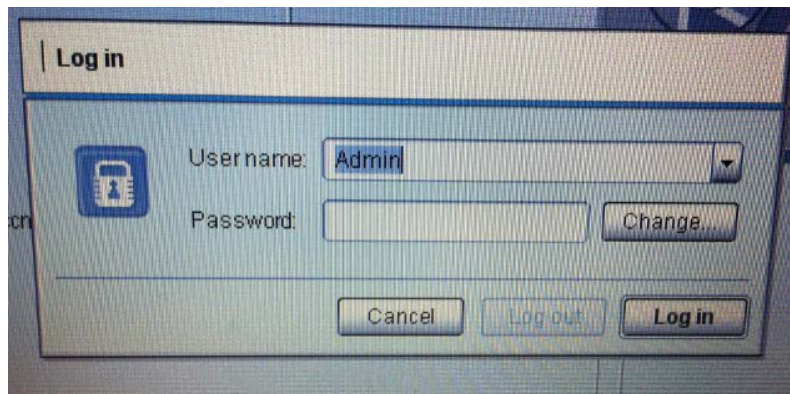 Log in
User name:
Admin
Password:
Change...
Cancel
Log out
Log in